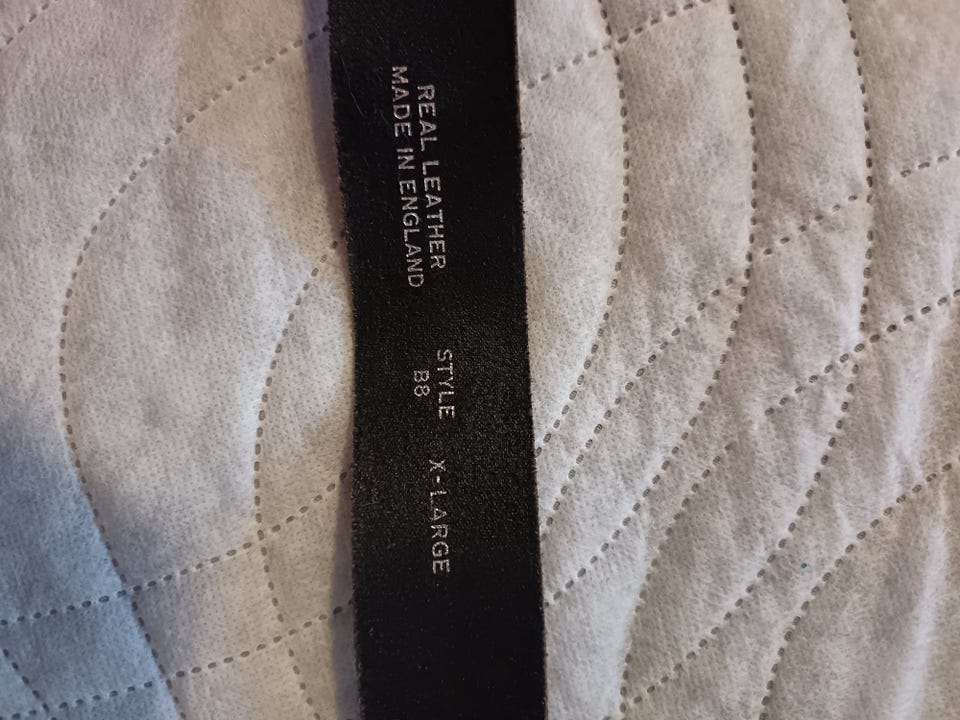 REAL LEATHER
MADE IN ENGLAND
STYLE X-LARGE
B8